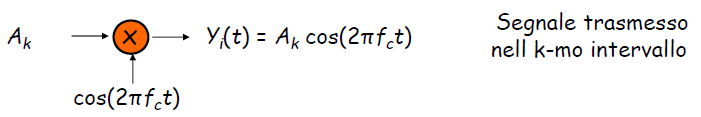 A_k
X
Y_i(t) = A_k cos(2πf_ct)
cos(2πf_ct)
Segnale trasmesso
nell k-mo intervallo